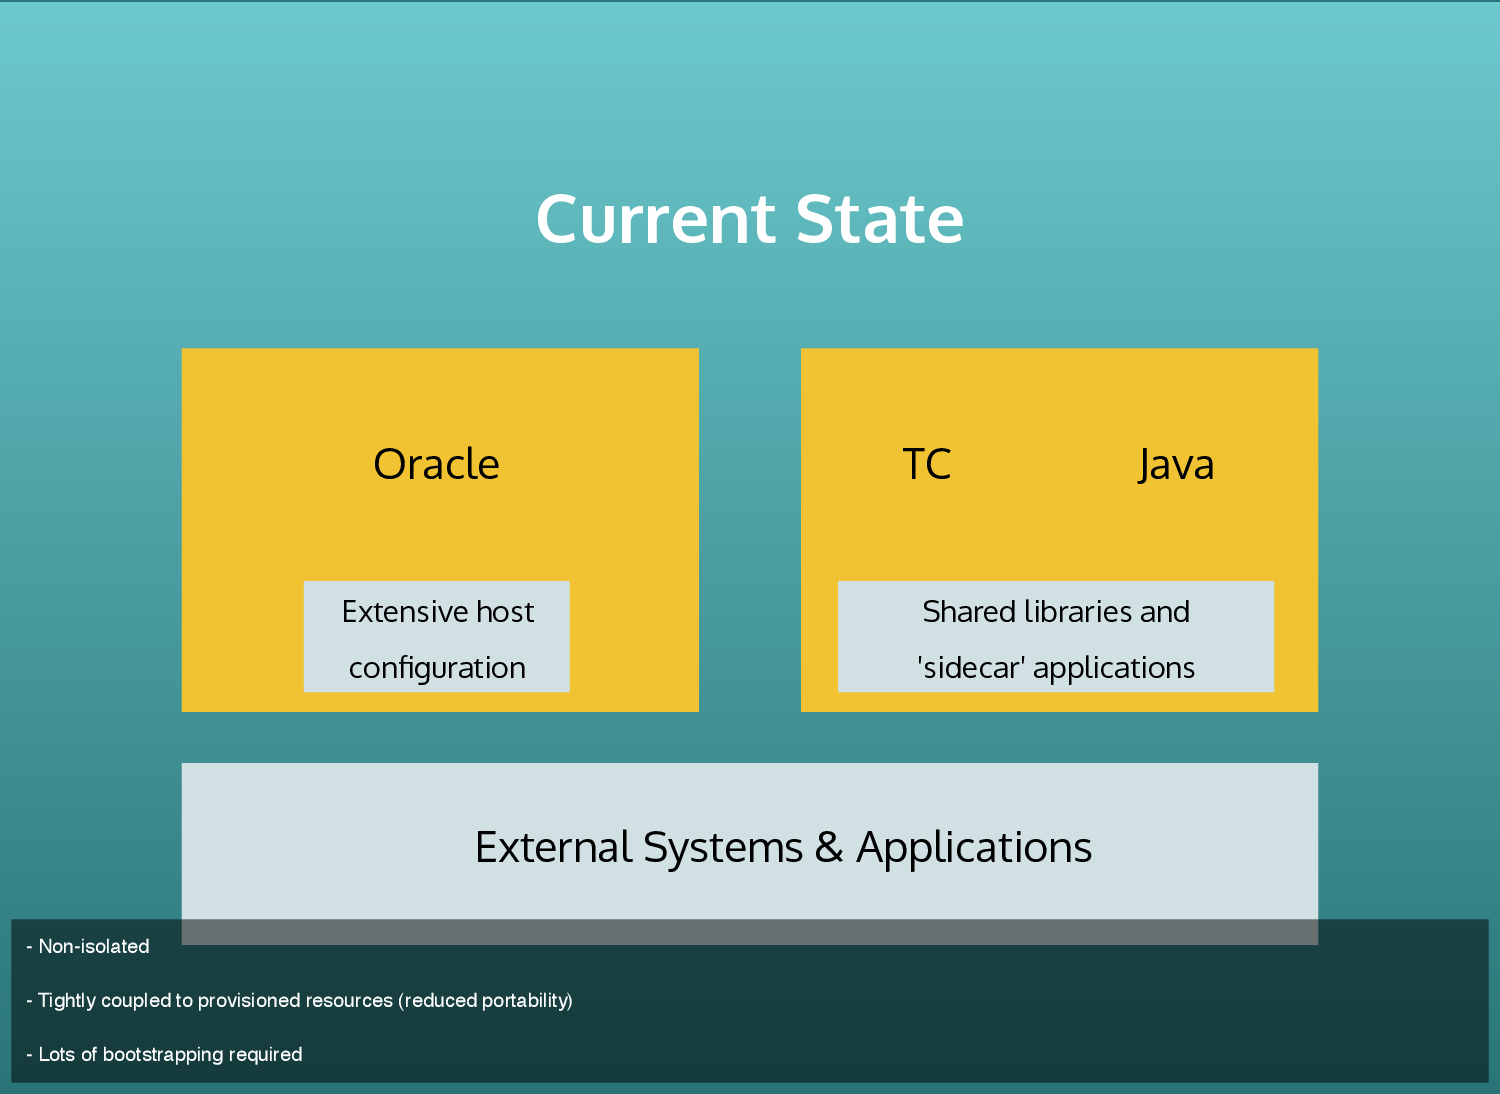 Current State
Oracle
TC
Java
Extensive host
configuration
Shared libraries and
'sidecar' applications
External Systems & Applications
- Non-isolated
- Tightly coupled to provisioned resources (reduced portability)
- Lots of bootstrapping required